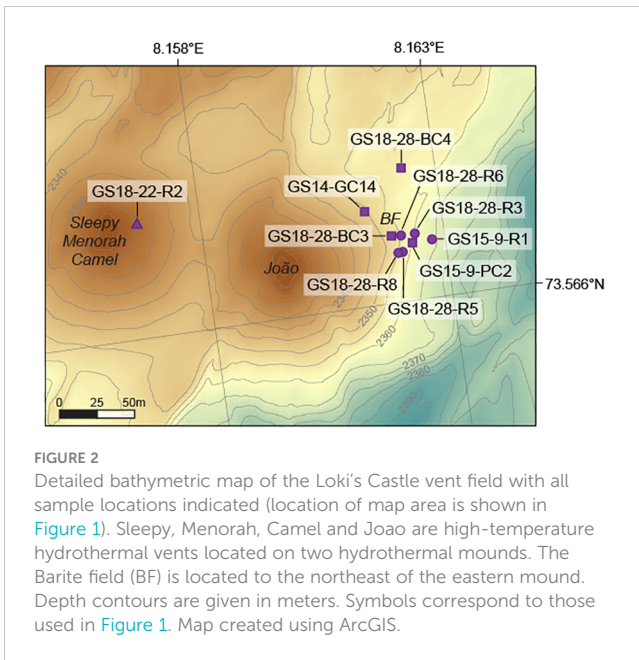 8.158°E
8.163°E
GS18-28-BC4
2340
GS18-28-R6
GS18-22-R2
GS14-GC14
GS18-28-R3
BF
Sleepy
Menorah
Camel
GS18-28-BC3
GS15-9-R1
João
GS15-9-PC2
GS18-28-R8
73.566°N
2350
GS18-28-R5
2360
2370
2380
2390
0 25 50m
FIGURE 2
Detailed bathymetric map of the Loki's Castle vent field with all
sample locations indicated (location of map area is shown in
Figure 1). Sleepy, Menorah, Camel and Joao are high-temperature
hydrothermal vents located on two hydrothermal mounds. The
Barite field (BF) is located to the northeast of the eastern mound.
Depth contours are given in meters. Symbols correspond to those
used in Figure 1. Map created using ArcGIS.